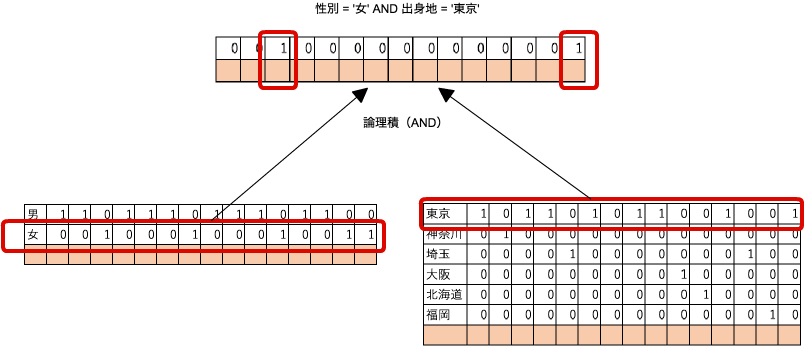 性別 = '女' AND 出身地 = '東京'
0 0 1 0 0 0 0 0 0 0 0 0 0 0 1
論理積（AND）
男 1 1 0 1 1 1 0 1 1 1 0 1 1 0 0
女 0 0 1 0 0 0 1 0 0 0 1 0 0 1 1
東京 1 0 1 1 0 1 0 1 1 0 0 1 0 0 1
神奈川 0 1 0 0 0 0 0 0 0 0 0 0 0 0 0
埼玉 0 0 0 0 1 0 0 0 0 0 0 0 1 0 0
大阪 0 0 0 0 0 0 0 0 0 1 0 0 0 0 0
北海道 0 0 0 0 0 0 0 0 0 0 1 0 0 0 0
福岡 0 0 0 0 0 0 0 0 0 0 0 0 0 1 0